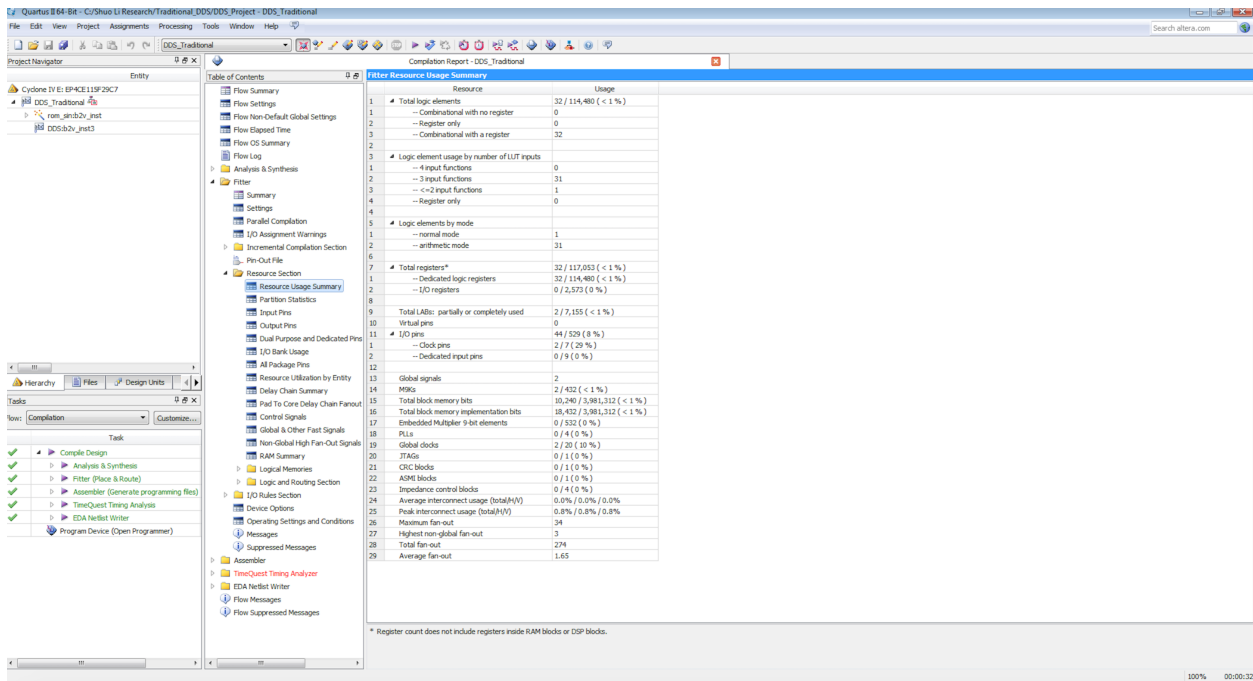 Quartus II 64-Bit - C:/Shuo Li Research/Traditional_DDS/DDS_Project - DDS_Traditional
File Edit View Project Assignments Processing Tools Window Help
Search altera.com
DDS_Traditional
Project Navigator
Entity
Cyclone IV E: EP4CE115F29C7
DDS_Traditional
rom_sin:b2v_inst
DDS:b2v_inst3
Hierarchy Files Design Units
Tasks
Flow: Compilation Customize...
Task
Compile Design
Analysis & Synthesis
Fitter (Place & Route)
Assembler (Generate programming files)
TimeQuest Timing Analysis
EDA Netlist Writer
Program Device (Open Programmer)
Compilation Report - DDS_Traditional
Table of Contents
Flow Summary
Flow Settings
Flow Non-Default Global Settings
Flow Elapsed Time
Flow OS Summary
Flow Log
Analysis & Synthesis
Fitter
Summary
Settings
Parallel Compilation
I/O Assignment Warnings
Incremental Compilation Section
Pin-Out File
Resource Section
Resource Usage Summary
Partition Statistics
Input Pins
Output Pins
Dual Purpose and Dedicated Pins
I/O Bank Usage
All Package Pins
Resource Utilization by Entity
Delay Chain Summary
Pad To Core Delay Chain Fanout
Control Signals
Global & Other Fast Signals
Non-Global High Fan-Out Signals
RAM Summary
Logical Memories
Logic and Routing Section
I/O Rules Section
Device Options
Operating Settings and Conditions
Messages
Suppressed Messages
Assembler
TimeQuest Timing Analyzer
EDA Netlist Writer
Flow Messages
Flow Suppressed Messages
Fitter Resource Usage Summary
Resource Usage
1 Total logic elements 32 / 114,480 ( < 1 % )
1 -- Combinational with no register 0
2 -- Register only 0
3 -- Combinational with a register 32
2
3 Logic element usage by number of LUT inputs
1 -- 4 input functions 0
2 -- 3 input functions 31
3 -- <=2 input functions 1
4 -- Register only 0
4
5 Logic elements by mode
1 -- normal mode 1
2 -- arithmetic mode 31
6
7 Total registers* 32 / 117,053 ( < 1 % )
1 -- Dedicated logic registers 32 / 114,480 ( < 1 % )
2 -- I/O registers 0 / 2,573 ( 0 % )
8
9 Total LABs: partially or completely used 2 / 7,155 ( < 1 % )
10 Virtual pins 0
11 I/O pins 44 / 529 ( 8 % )
1 -- Clock pins 2 / 7 ( 29 % )
2 -- Dedicated input pins 0 / 9 ( 0 % )
12
13 Global signals 2
14 M9Ks 2 / 432 ( < 1 % )
15 Total block memory bits 10,240 / 3,981,312 ( < 1 % )
16 Total block memory implementation bits 18,432 / 3,981,312 ( < 1 % )
17 Embedded Multiplier 9-bit elements 0 / 532 ( 0 % )
18 PLLs 0 / 4 ( 0 % )
19 Global clocks 2 / 20 ( 10 % )
20 JTAGs 0 / 1 ( 0 % )
21 CRC blocks 0 / 1 ( 0 % )
22 ASMI blocks 0 / 1 ( 0 % )
23 Impedance control blocks 0 / 4 ( 0 % )
24 Average interconnect usage (total/H/V) 0.0% / 0.0% / 0.0%
25 Peak interconnect usage (total/H/V) 0.8% / 0.8% / 0.8%
26 Maximum fan-out 34
27 Highest non-global fan-out 3
28 Total fan-out 274
29 Average fan-out 1.65
* Register count does not include registers inside RAM blocks or DSP blocks.
100% 00:00:32